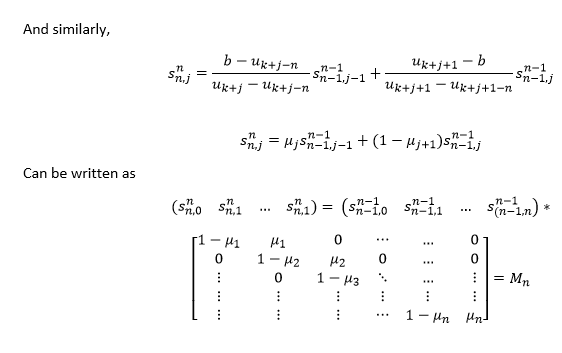 And similarly,
s^n_{n,j} = \frac{b - u_{k+j-n}}{u_{k+j} - u_{k+j-n}} s^{n-1}_{n-1,j-1} + \frac{u_{k+j+1} - b}{u_{k+j+1} - u_{k+j+1-n}} s^{n-1}_{n-1,j}
s^n_{n,j} = μ_j s^{n-1}_{n-1,j-1} + (1 - μ_{j+1}) s^{n-1}_{n-1,j}
Can be written as
(s^n_{n,0} s^n_{n,1} … s^n_{n,1}) = (s^{n-1}_{n-1,0} s^{n-1}_{n-1,1} … s^{n-1}_{(n-1,n)}) *
[1 - μ_1 μ_1 0 ⋯ … 0
0 1 - μ_2 μ_2 0 … 0
⋮ 0 1 - μ_3 ⋱ … ⋮ = M_n
⋮ ⋮ ⋮ ⋮ ⋮ ⋮
⋮ ⋮ ⋮ ⋯ 1 - μ_n μ_n]